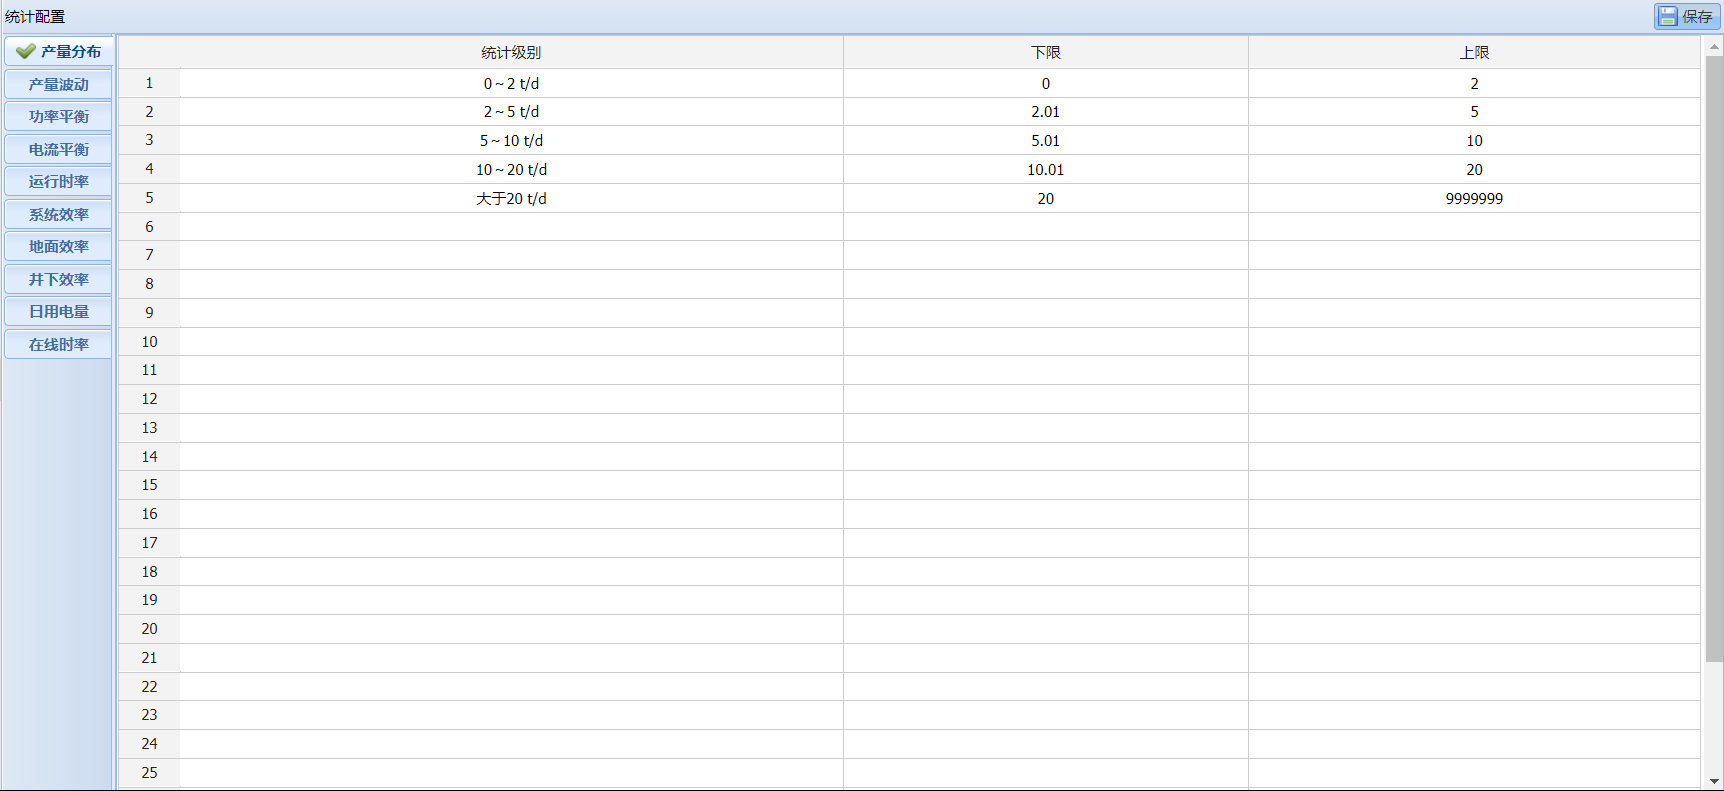 统计配置
保存
产量分布
产量波动
功率平衡
电流平衡
运行时率
系统效率
地面效率
井下效率
日用电量
在线时率
统计级别 下限 上限
1 0～2 t/d 0 2
2 2～5 t/d 2.01 5
3 5～10 t/d 5.01 10
4 10～20 t/d 10.01 20
5 大于20 t/d 20 9999999
6
7
8
9
10
11
12
13
14
15
16
17
18
19
20
21
22
23
24
25